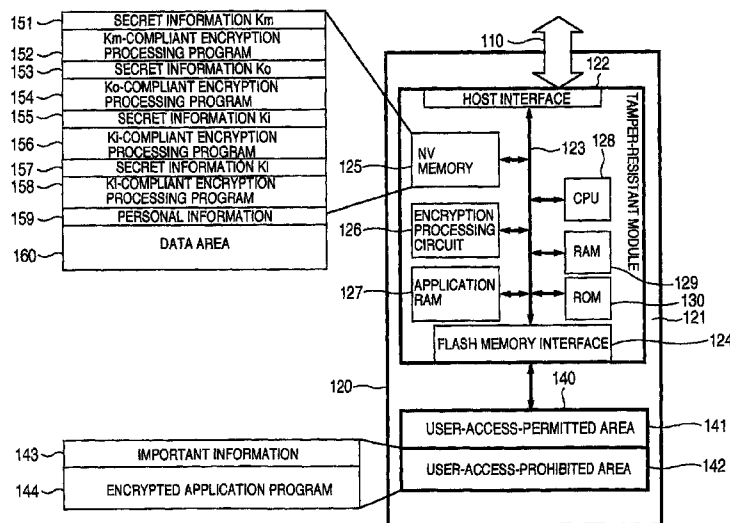 151
SECRET INFORMATION Km
152
Km-COMPLIANT ENCRYPTION
PROCESSING PROGRAM
153
SECRET INFORMATION Ko
154
Ko-COMPLIANT ENCRYPTION
PROCESSING PROGRAM
155
SECRET INFORMATION Ki
156
Ki-COMPLIANT ENCRYPTION
PROCESSING PROGRAM
157
SECRET INFORMATION Kl
158
Kl-COMPLIANT ENCRYPTION
PROCESSING PROGRAM
159
PERSONAL INFORMATION
160
DATA AREA
110
122
HOST INTERFACE
TAMPER-RESISTANT MODULE
123
125
NV
MEMORY
128
CPU
126
ENCRYPTION
PROCESSING
CIRCUIT
RAM
129
127
APPLICATION
RAM
ROM
130
121
FLASH MEMORY INTERFACE
124
120
140
USER-ACCESS-PERMITTED AREA
141
USER-ACCESS-PROHIBITED AREA
142
143
IMPORTANT INFORMATION
144
ENCRYPTED APPLICATION PROGRAM